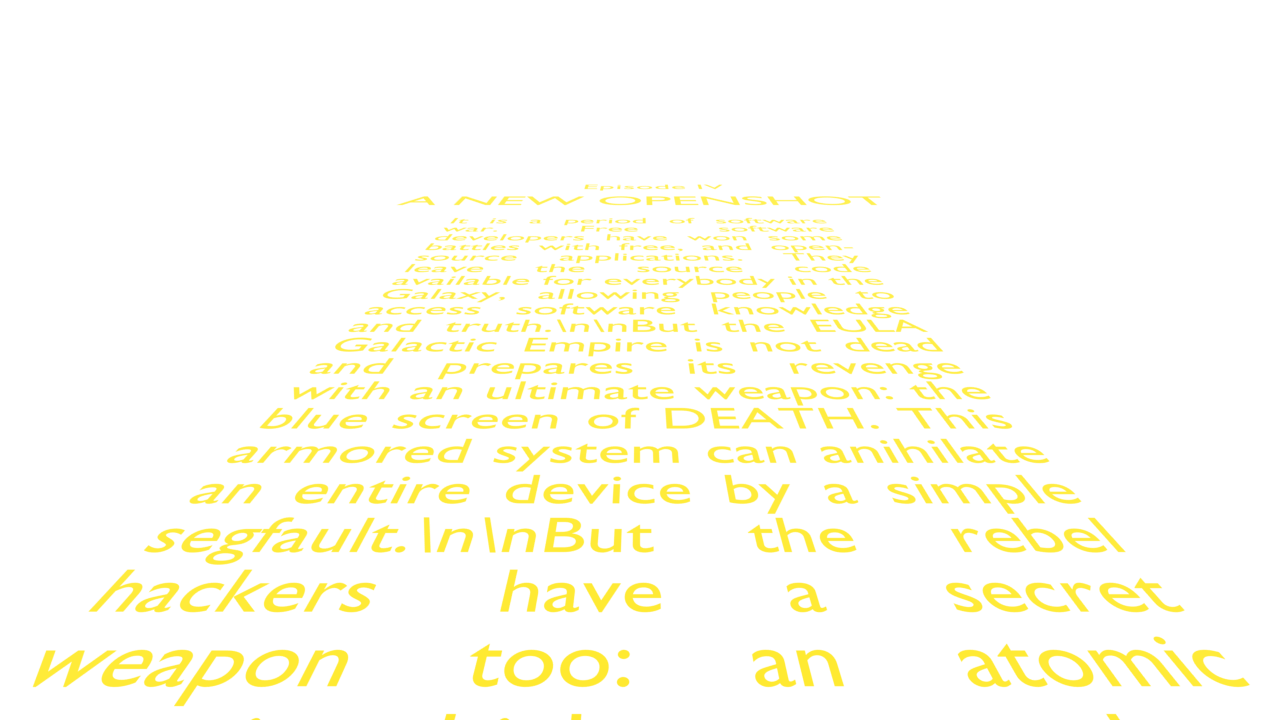 Episode IV
A NEW OPENSHOT
It is a period of software
war. Free software
developers have won some
battles with free, and open-
source applications. They
leave the source code
available for everybody in the
Galaxy, allowing people to
access software knowledge
and truth.\n\nBut the EULA
Galactic Empire is not dead
and prepares its revenge
with an ultimate weapon: the
blue screen of DEATH. This
armored system can anihilate
an entire device by a simple
segfault.\n\nBut the rebel
hackers have a secret
weapon too: an atomic